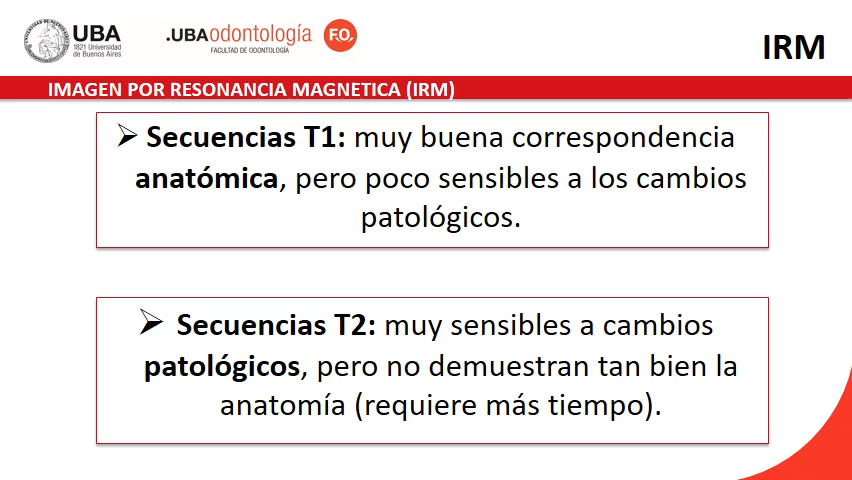 UBA
1821 Universidad
de Buenos Aires
.UBAodontología
FACULTAD DE ODONTOLOGÍA
F.O.
IRM
IMAGEN POR RESONANCIA MAGNETICA (IRM)
➢ Secuencias T1: muy buena correspondencia
anatómica, pero poco sensibles a los cambios
patológicos.
➢ Secuencias T2: muy sensibles a cambios
patológicos, pero no demuestran tan bien la
anatomía (requiere más tiempo).